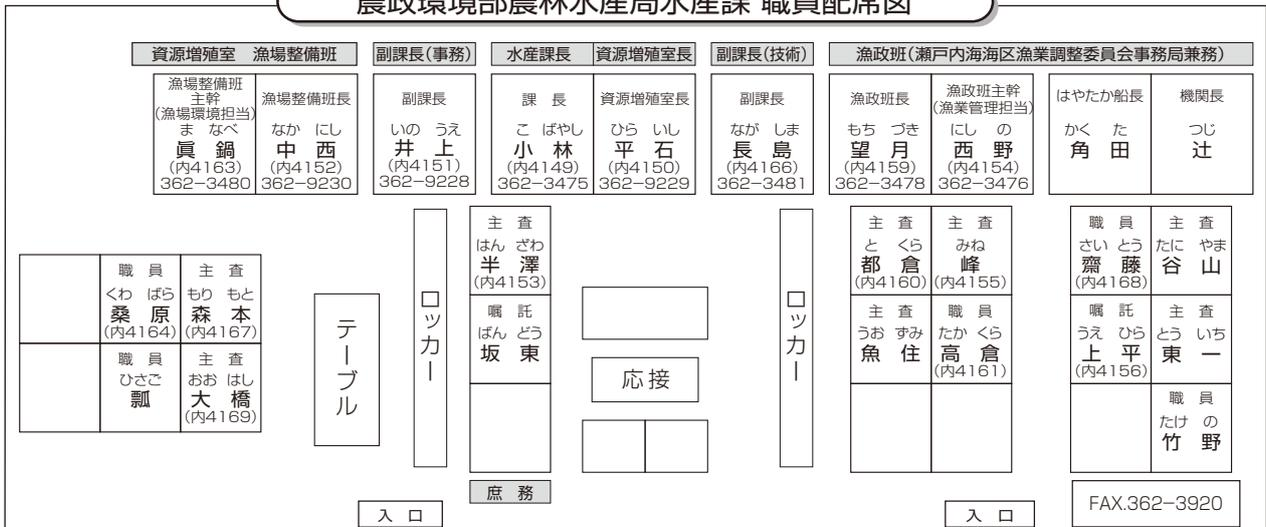 農政環境部農林水産局水産課 職員配席図
資源増殖室　漁場整備班
副課長(事務)
水産課長
資源増殖室長
副課長(技術)
漁政班(瀬戸内海海区漁業調整委員会事務局兼務)
漁場整備班
主幹
(漁場環境担当)
ま なべ
眞 鍋
(内4163)
362−3480
漁場整備班長
なか にし
中 西
(内4152)
362−9230
副課長
いの うえ
井 上
(内4151)
362−9228
課 長
こ ばやし
小 林
(内4149)
362−3475
資源増殖室長
ひら いし
平 石
(内4150)
362−9229
副課長
なが しま
長 島
(内4166)
362−3481
漁政班長
もち づき
望 月
(内4159)
362−3478
漁政班主幹
(漁業管理担当)
にし の
西 野
(内4154)
362−3476
はやたか船長
かく た
角 田
機関長
つじ
辻
職 員
くわ ばら
桑 原
(内4164)
主 査
もり もと
森 本
(内4167)
職 員
ひさご
瓢
主 査
おお はし
大 橋
(内4169)
テーブル
ロッカー
主 査
はん ざわ
半 澤
(内4153)
嘱 託
ばん どう
坂 東
庶 務
応接
ロッカー
主 査
と くら
都 倉
(内4160)
主 査
みね
峰
(内4155)
主 査
うお ずみ
魚 住
職 員
たか くら
高 倉
(内4161)
職 員
さい とう
齋 藤
(内4168)
主 査
たに やま
谷 山
嘱 託
うえ ひら
上 平
(内4156)
主 査
とう いち
東 一
職 員
たけ の
竹 野
入 口
入 口
FAX.362−3920